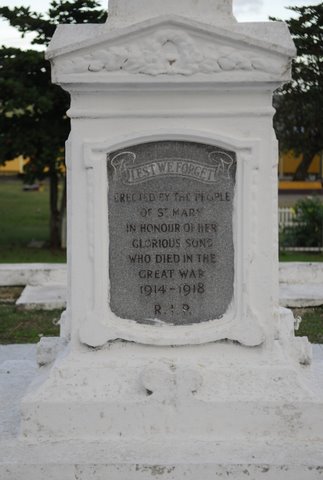 LEST WE FORGET
ERECTED BY THE PEOPLE
OF ST MARY
IN HONOUR OF HER
GLORIOUS SONS
WHO DIED IN THE
GREAT WAR
1914-1918
R.I.P.